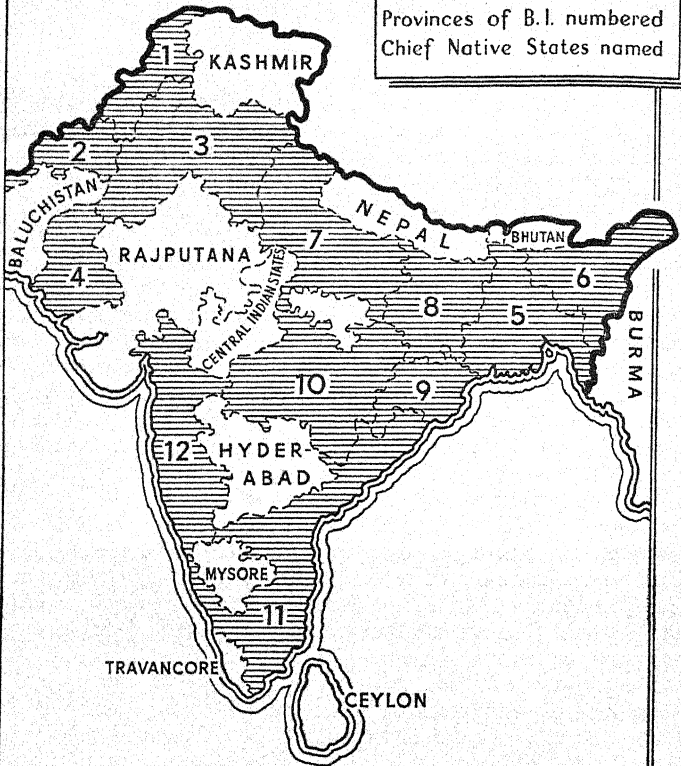 Provinces of B.I. numbered
Chief Native States named
1
KASHMIR
2
3
BALUCHISTAN
NEPAL
BHUTAN
RAJPUTANA
7
6
4
CENTRAL INDIAN STATES
8
5
BURMA
10
9
12
HYDER-
ABAD
MYSORE
11
TRAVANCORE
CEYLON